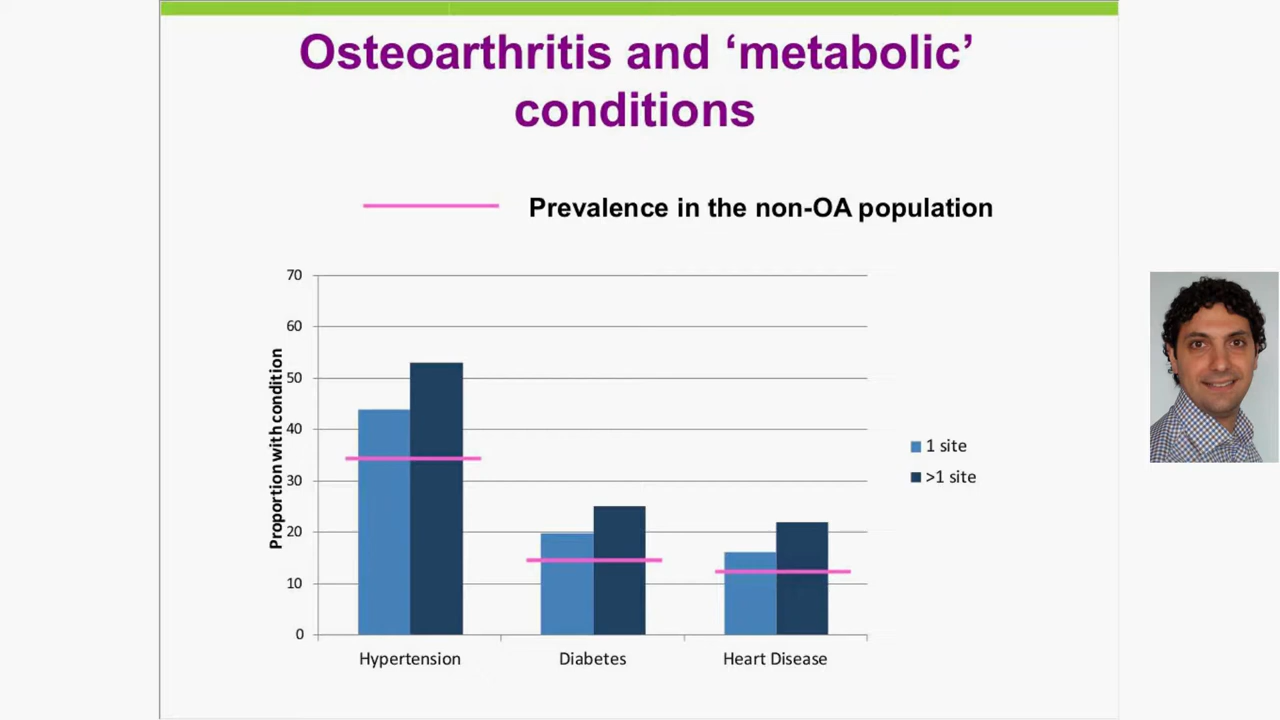 Osteoarthritis and ‘metabolic’
conditions
Prevalence in the non-OA population
70
60
50
40
30
20
10
0
Proportion with condition
Hypertension
Diabetes
Heart Disease
1 site
>1 site